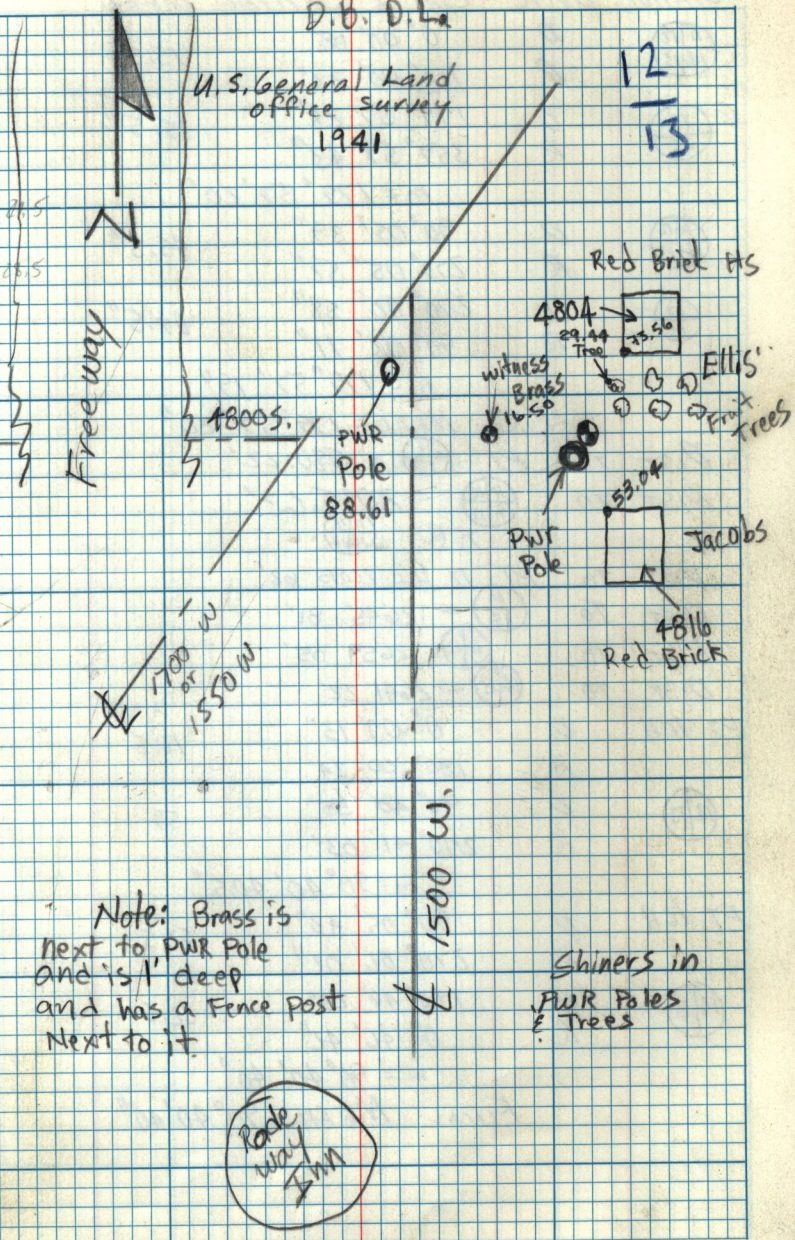 D.B. D.L.
U.S. General Land
office survey
1941
12
13
N
Freeway
4800 S.
PWR
Pole
88.61
Red Brick HS
4804
73.56
29.44
Tree
Ellis'
Fruit
Trees
witness
Brass
16.50
PWR
Pole
53.04
Jacobs
4816
Red Brick
1700 W
or
1550 W
1500 W.
Note: Brass is
next to PWR Pole
and is 1' deep
and has a Fence post
Next to it
Shiners in
PWR Poles
& Trees
Rode
way
Inn